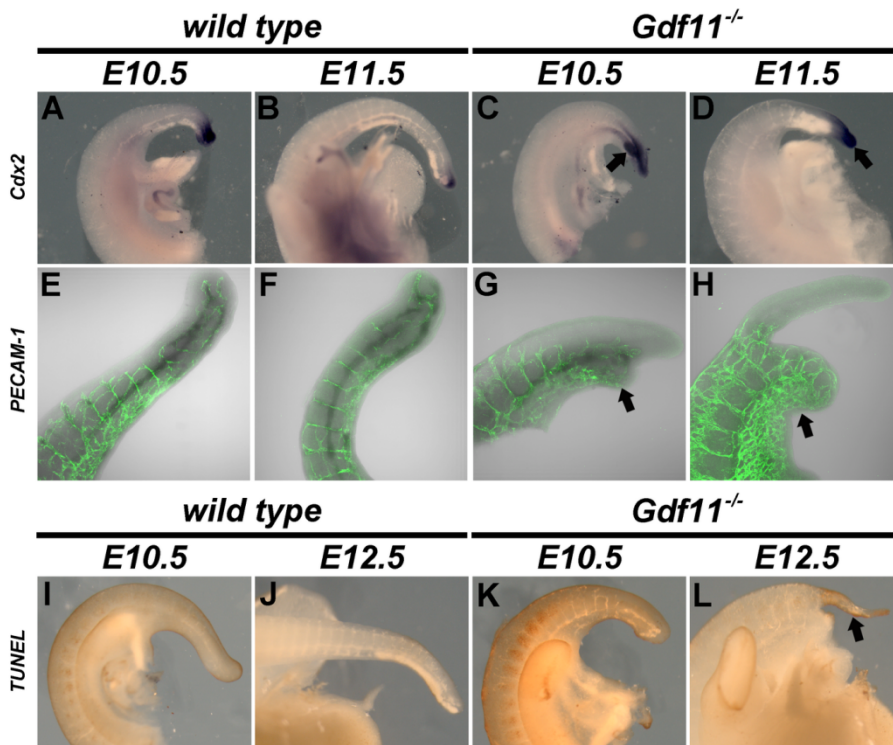 wild type Gdf11-/-
E10.5 E11.5 E10.5 E11.5
Cdx2
A B C D
PECAM-1
E F G H
wild type Gdf11-/-
E10.5 E12.5 E10.5 E12.5
TUNEL
I J K L